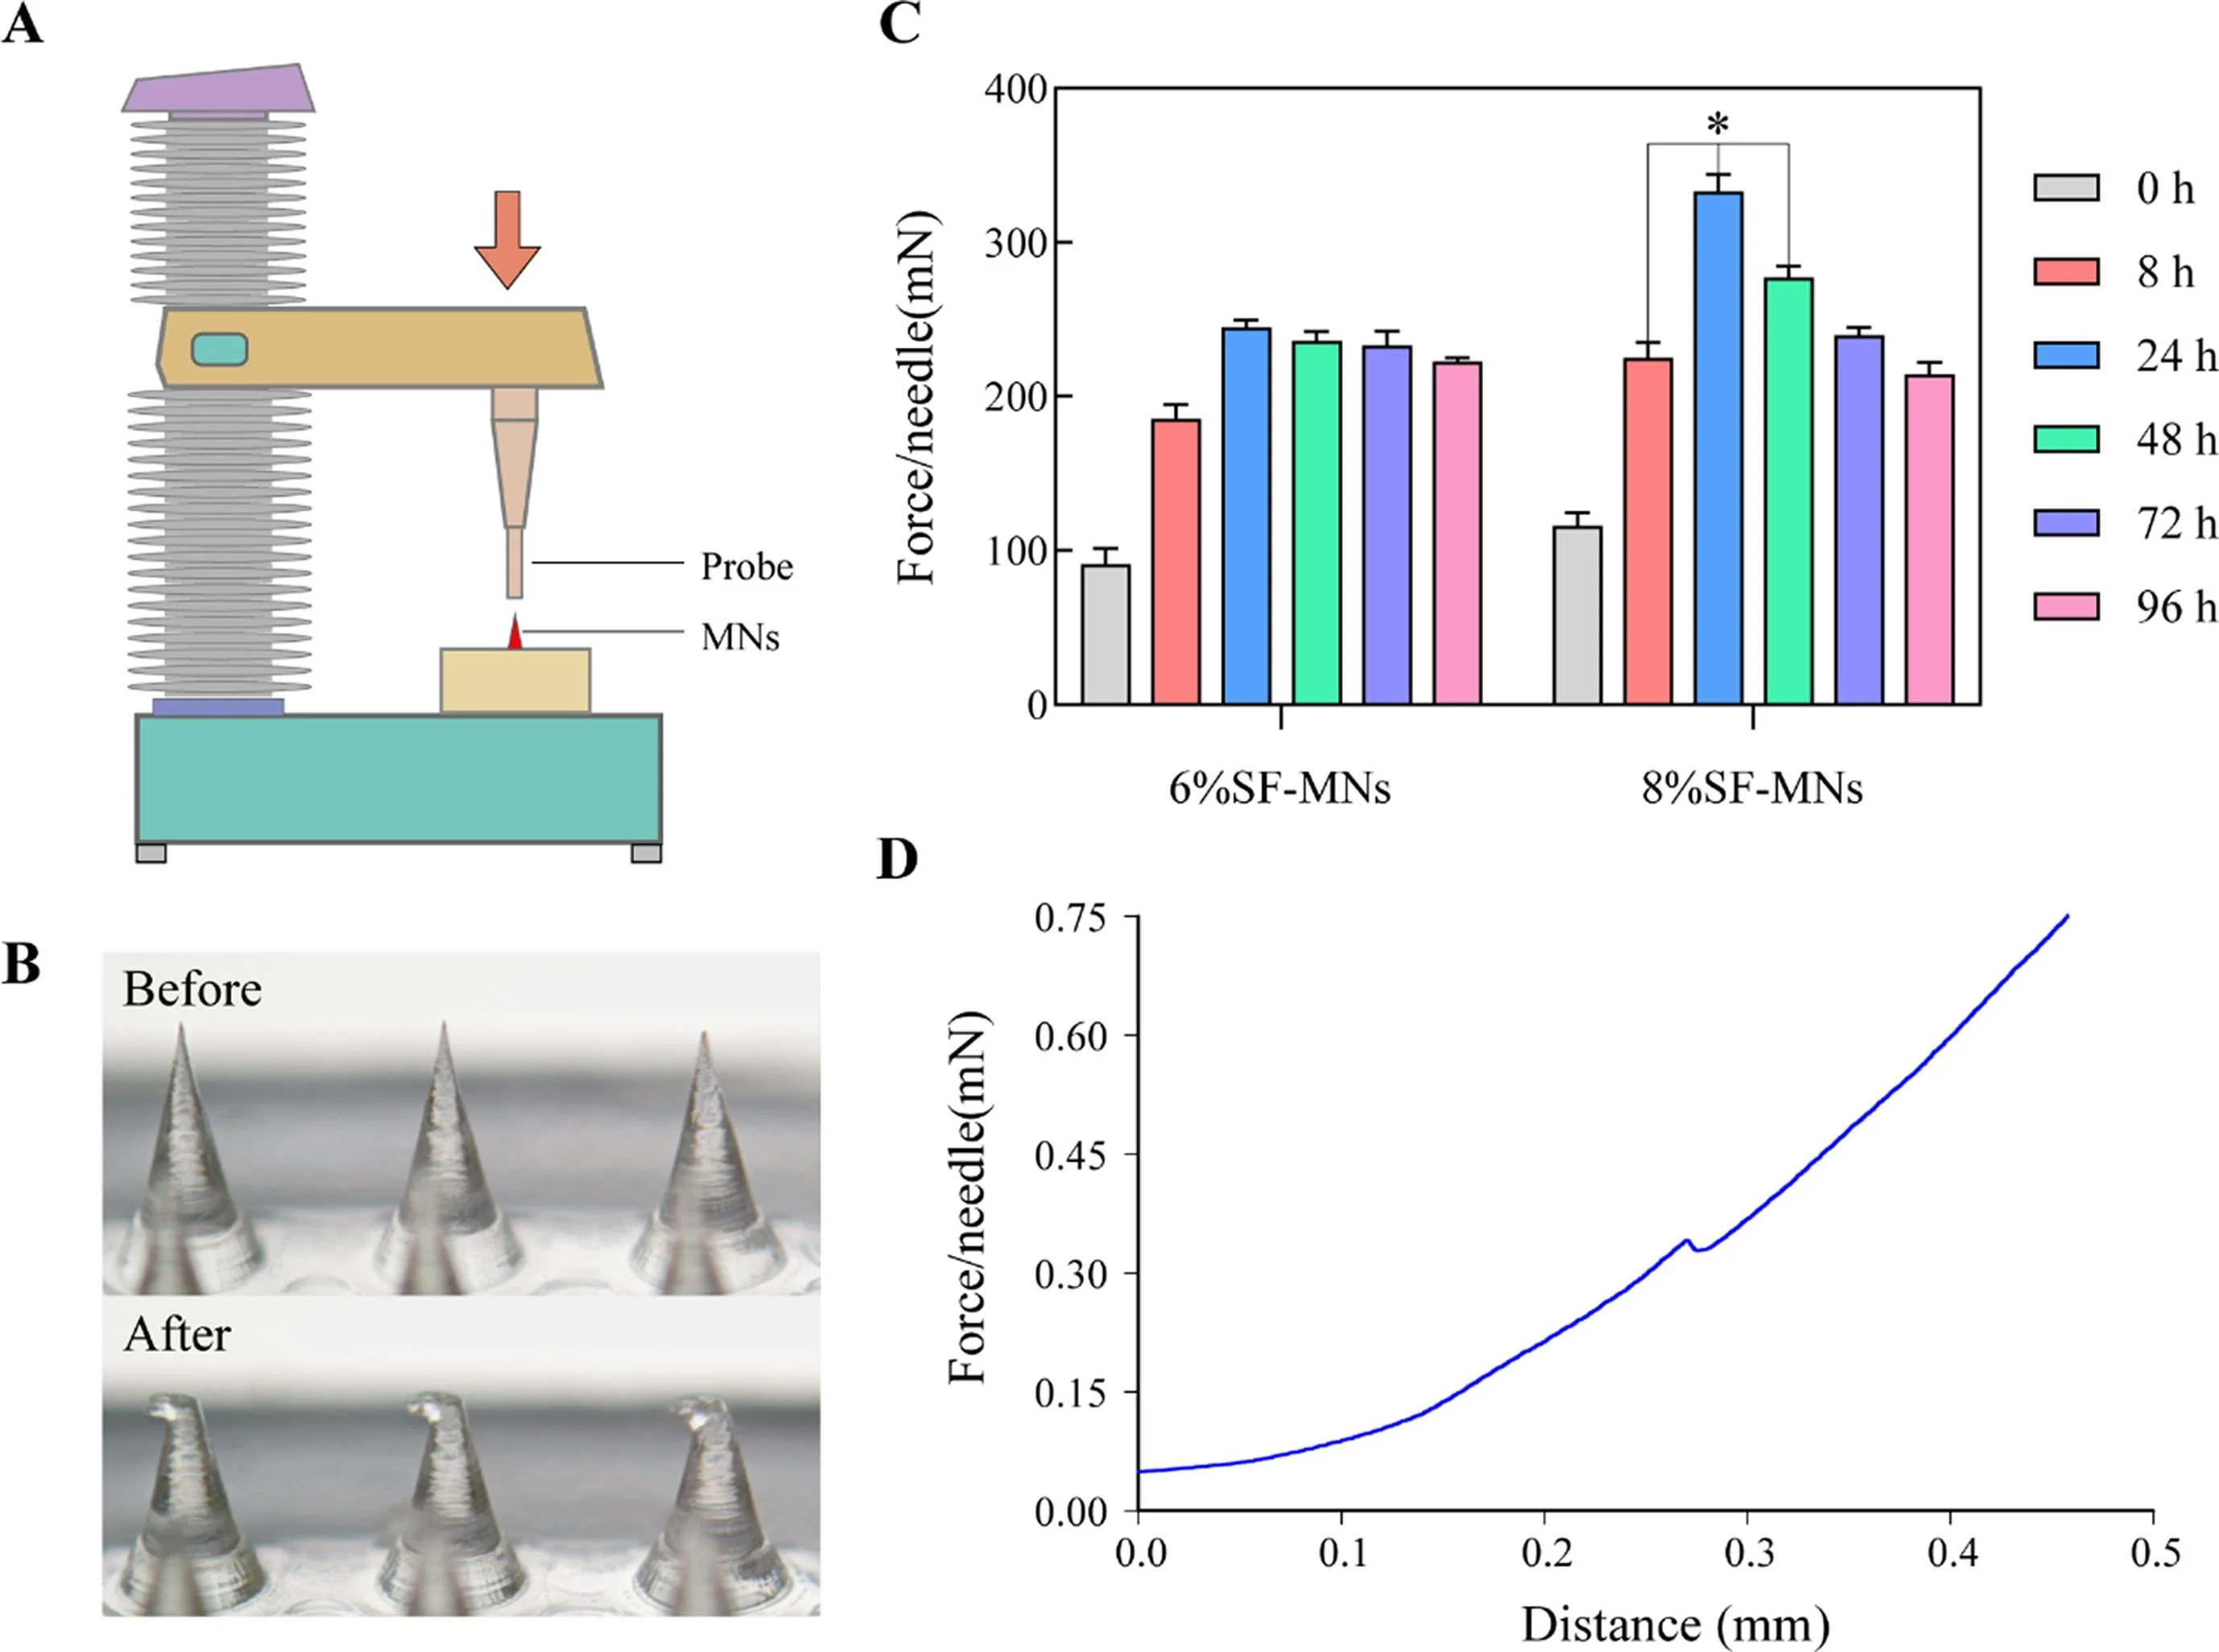 A
Probe
MNs
B
Before
After
C
Force/needle(mN)
400
300
200
100
0
*
6%SF-MNs
8%SF-MNs
0 h
8 h
24 h
48 h
72 h
96 h
D
Force/needle(mN)
0.75
0.60
0.45
0.30
0.15
0.00
0.0 0.1 0.2 0.3 0.4 0.5
Distance (mm)